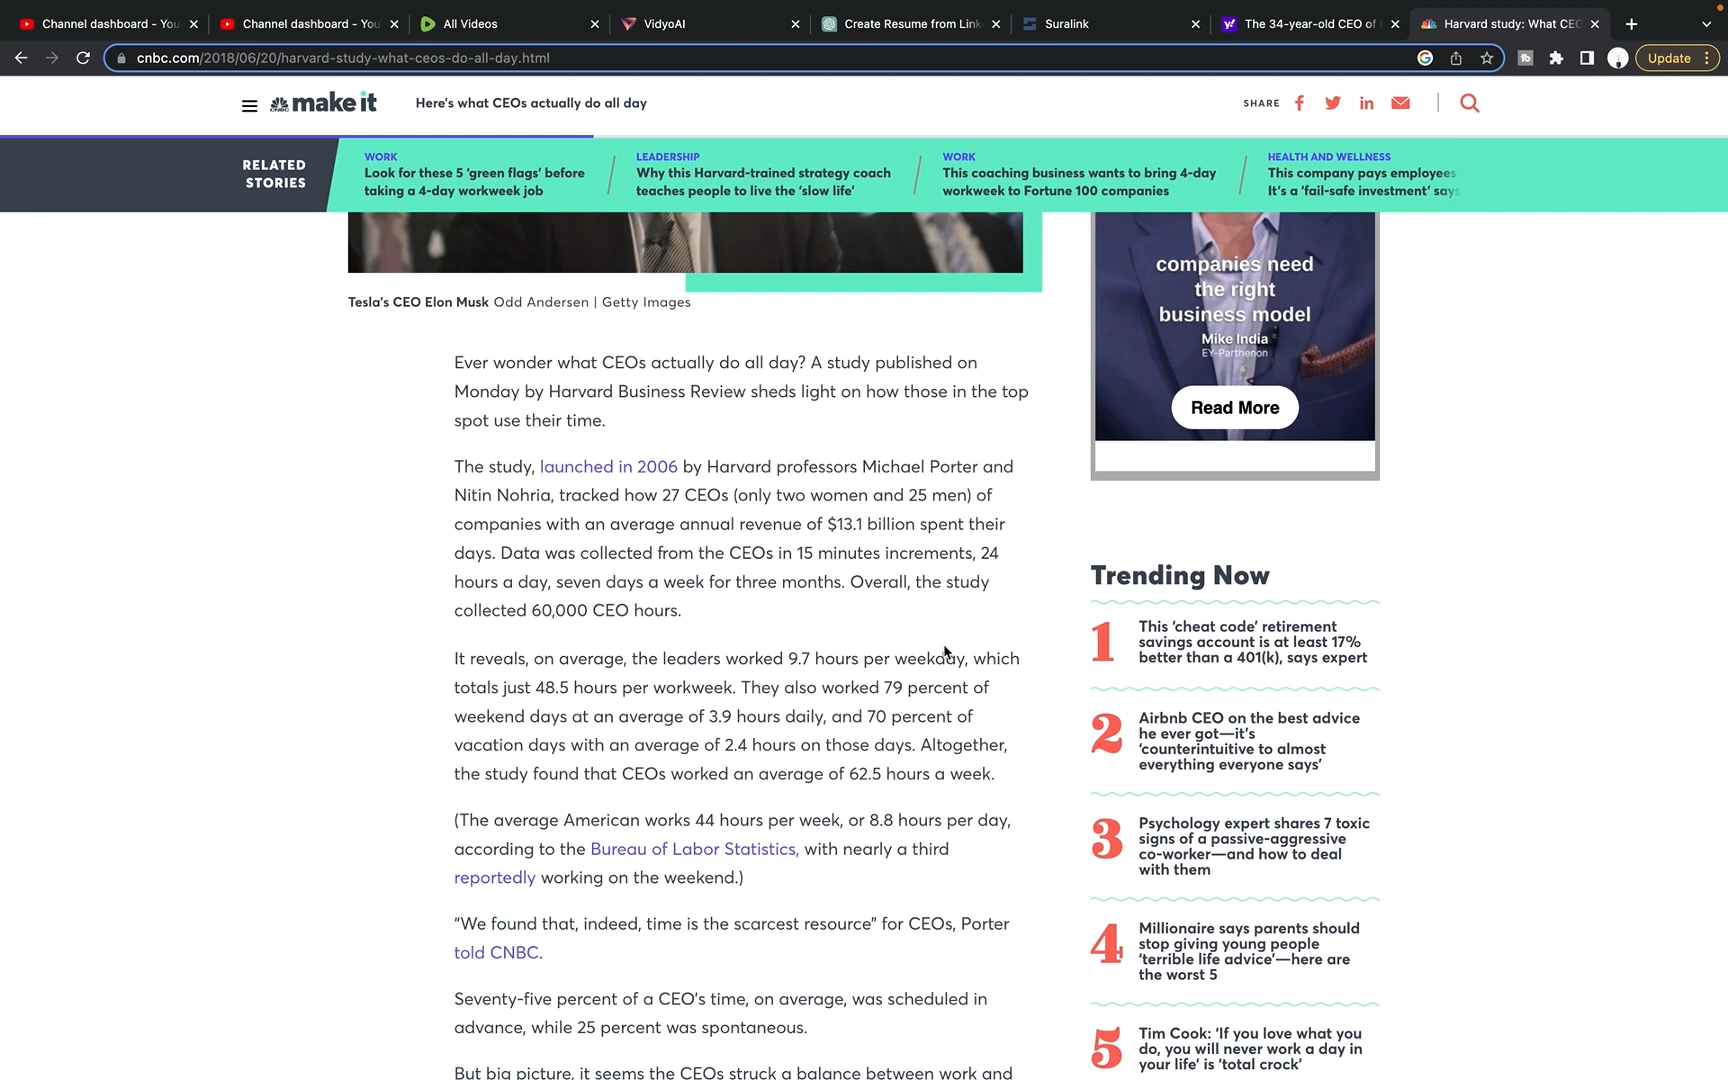 Channel dashboard - You
Channel dashboard - You
All Videos
VidyoAI
Create Resume from Link
Suralink
The 34-year-old CEO of
Harvard study: What CEO
cnbc.com/2018/06/20/harvard-study-what-ceos-do-all-day.html
Update
CNBC make it
Here's what CEOs actually do all day
SHARE
RELATED
STORIES
WORK
Look for these 5 ‘green flags’ before
taking a 4-day workweek job
LEADERSHIP
Why this Harvard-trained strategy coach
teaches people to live the ‘slow life’
WORK
This coaching business wants to bring 4-day
workweek to Fortune 100 companies
HEALTH AND WELLNESS
This company pays employees
It's a ‘fail-safe investment’ says
Tesla's CEO Elon Musk Odd Andersen | Getty Images
Ever wonder what CEOs actually do all day? A study published on
Monday by Harvard Business Review sheds light on how those in the top
spot use their time.
The study, launched in 2006 by Harvard professors Michael Porter and
Nitin Nohria, tracked how 27 CEOs (only two women and 25 men) of
companies with an average annual revenue of $13.1 billion spent their
days. Data was collected from the CEOs in 15 minutes increments, 24
hours a day, seven days a week for three months. Overall, the study
collected 60,000 CEO hours.
It reveals, on average, the leaders worked 9.7 hours per weekday, which
totals just 48.5 hours per workweek. They also worked 79 percent of
weekend days at an average of 3.9 hours daily, and 70 percent of
vacation days with an average of 2.4 hours on those days. Altogether,
the study found that CEOs worked an average of 62.5 hours a week.
(The average American works 44 hours per week, or 8.8 hours per day,
according to the Bureau of Labor Statistics, with nearly a third
reportedly working on the weekend.)
“We found that, indeed, time is the scarcest resource” for CEOs, Porter
told CNBC.
Seventy-five percent of a CEO's time, on average, was scheduled in
advance, while 25 percent was spontaneous.
But big picture, it seems the CEOs struck a balance between work and
companies need
the right
business model
Mike India
EY-Parthenon
Read More
Trending Now
1
This ‘cheat code’ retirement
savings account is at least 17%
better than a 401(k), says expert
2
Airbnb CEO on the best advice
he ever got—it's
‘counterintuitive to almost
everything everyone says’
3
Psychology expert shares 7 toxic
signs of a passive-aggressive
co-worker—and how to deal
with them
4
Millionaire says parents should
stop giving young people
‘terrible life advice’—here are
the worst 5
5
Tim Cook: ‘If you love what you
do, you will never work a day in
your life’ is ‘total crock’